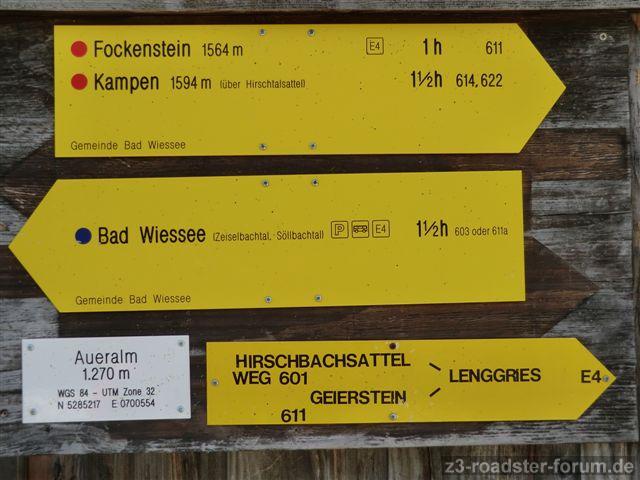 Fockenstein 1564 m E4 1 h 611
Kampen 1594 m (über Hirschtalsattel) 1½h 614,622
Gemeinde Bad Wiessee
Bad Wiessee (Zeiselbachtal, Söllbachtal) P E4 1½h 603 oder 611a
Gemeinde Bad Wiessee
Aueralm
1.270 m
WGS 84 - UTM Zone 32
N 5285217 E 0700554
HIRSCHBACHSATTEL
WEG 601
LENGGRIES E4
GEIERSTEIN
611
z3-roadster-forum.de